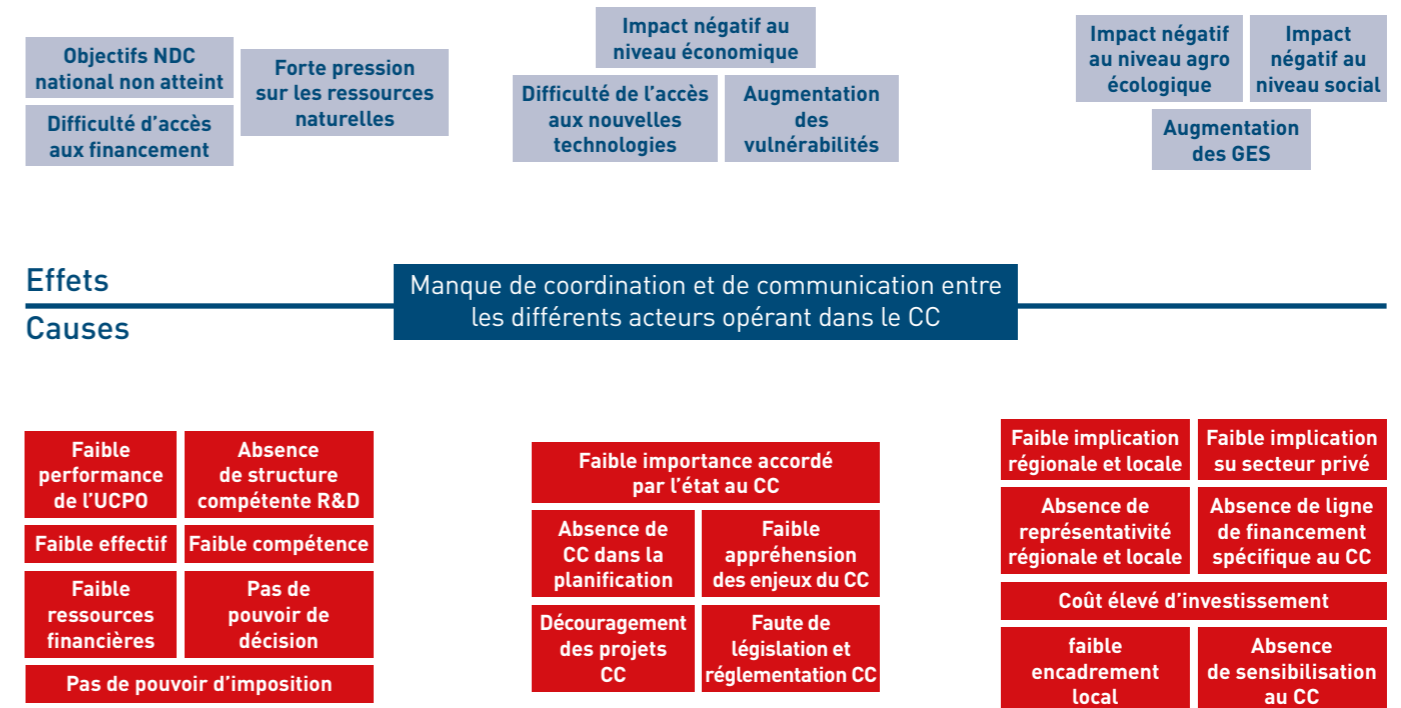 Objectifs NDC
national non atteint
Difficulté d'accès
aux financement
Forte pression
sur les ressources
naturelles
Impact négatif au
niveau économique
Difficulté de l'accès
aux nouvelles
technologies
Augmentation
des
vulnérabilités
Impact négatif
au niveau agro
écologique
Impact
négatif au
niveau social
Augmentation
des GES
Effets
Manque de coordination et de communication entre
les différents acteurs opérant dans le CC
Causes
Faible
performance
de l'UCPO
Absence
de structure
compétente R&D
Faible effectif
Faible compétence
Faible
ressources
financières
Pas de
pouvoir de
décision
Pas de pouvoir d'imposition
Faible importance accordé
par l'état au CC
Absence de
CC dans la
planification
Faible
appréhension
des enjeux du CC
Découragement
des projets
CC
Faute de
législation et
réglementation CC
Faible implication
régionale et locale
Faible implication
su secteur privé
Absence de
représentativité
régionale et locale
Absence de ligne
de financement
spécifique au CC
Coût élevé d'investissement
faible
encadrement
local
Absence
de sensibilisation
au CC